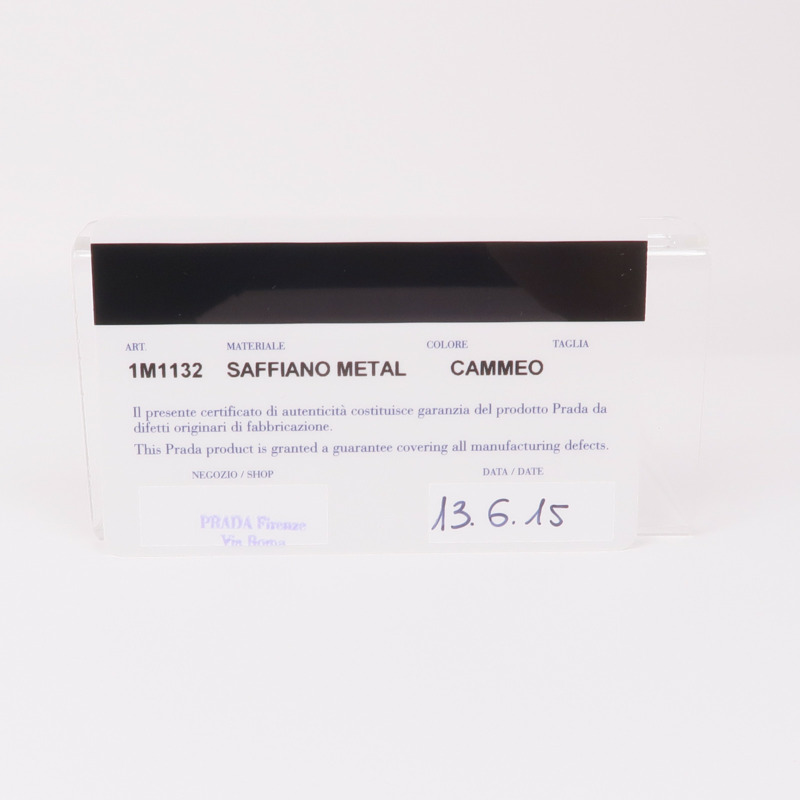 ART. MATERIALE COLORE TAGLIA
1M1132 SAFFIANO METAL CAMMEO
Il presente certificato di autenticità costituisce garanzia del prodotto Prada da
difetti originari di fabbricazione.
This Prada product is granted a guarantee covering all manufacturing defects.
NEGOZIO / SHOP DATA / DATE
PRADA Firenze 13.6.15
Via Roma